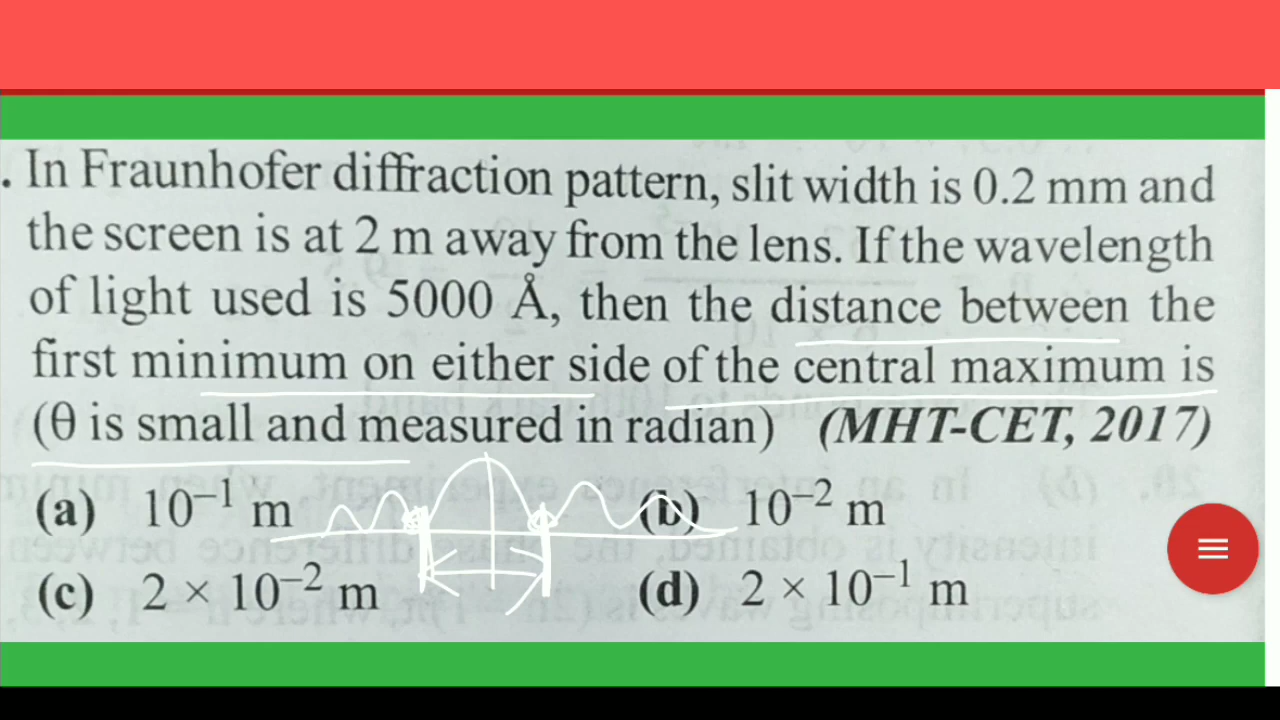 . In Fraunhofer diffraction pattern, slit width is 0.2 mm and
the screen is at 2 m away from the lens. If the wavelength
of light used is 5000 Å, then the distance between the
first minimum on either side of the central maximum is
(θ is small and measured in radian) (MHT-CET, 2017)
(a) 10⁻¹ m (b) 10⁻² m
(c) 2 × 10⁻² m (d) 2 × 10⁻¹ m